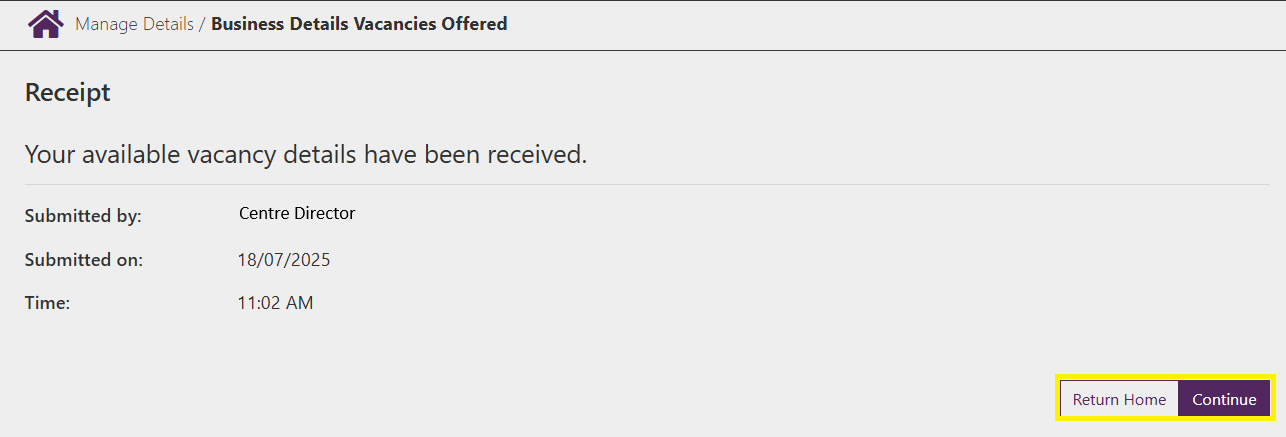 Manage Details / Business Details Vacancies Offered
Receipt
Your available vacancy details have been received.
Submitted by: Centre Director
Submitted on: 18/07/2025
Time: 11:02 AM
Return Home Continue